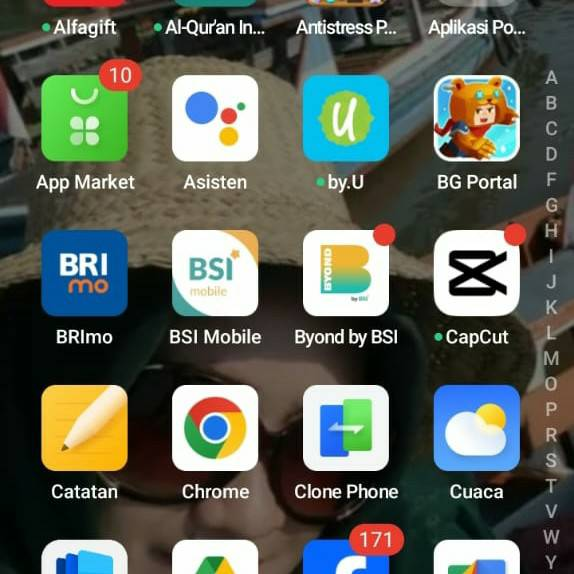 Alfagift
Al-Qur'an In...
Antistress P...
Aplikasi Po...
10
App Market
Asisten
u
by.U
BG Portal
BRI
mo
BRImo
BSI
mobile
BSI Mobile
BYOND
B
by BSI
Byond by BSI
CapCut
Catatan
Chrome
Clone Phone
Cuaca
171
A
B
C
D
F
G
H
I
J
K
L
M
O
P
R
S
T
V
W
Y